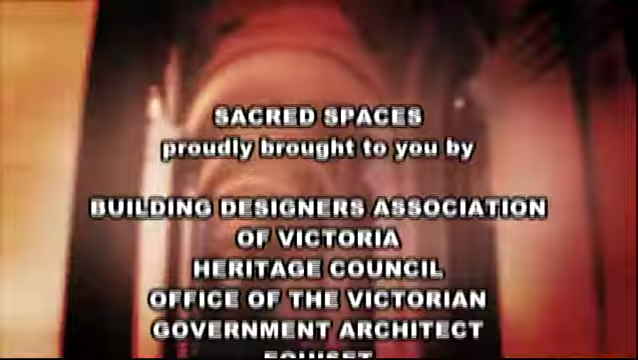 SACRED SPACES
proudly brought to you by
BUILDING DESIGNERS ASSOCIATION
OF VICTORIA
HERITAGE COUNCIL
OFFICE OF THE VICTORIAN
GOVERNMENT ARCHITECT
EQUISET